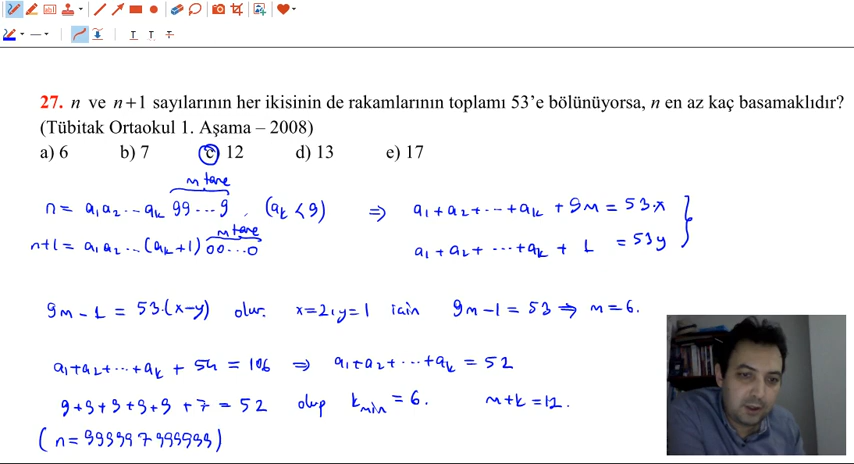 27. n ve n+1 sayılarının her ikisinin de rakamlarının toplamı 53'e bölünüyorsa, n en az kaç basamaklıdır?
(Tübitak Ortaokul 1. Aşama – 2008)
a) 6 b) 7 c) 12 d) 13 e) 17
m tane
n = a₁a₂...aₖ 99...9, (aₖ < 9) ⇒ a₁+a₂+...+aₖ + 9m = 53.x
m tane
n+1 = a₁a₂...(aₖ+1) 00...0 a₁+a₂+...+aₖ + 1 = 53y
9m-1 = 53.(x-y) olur. x=2, y=1 için 9m-1 = 53 ⇒ m=6.
a₁+a₂+...+aₖ + 54 = 106 ⇒ a₁+a₂+...+aₖ = 52
9+9+9+9+9+7 = 52 olup kmin = 6. m+k = 12.
(n = 999997999999)